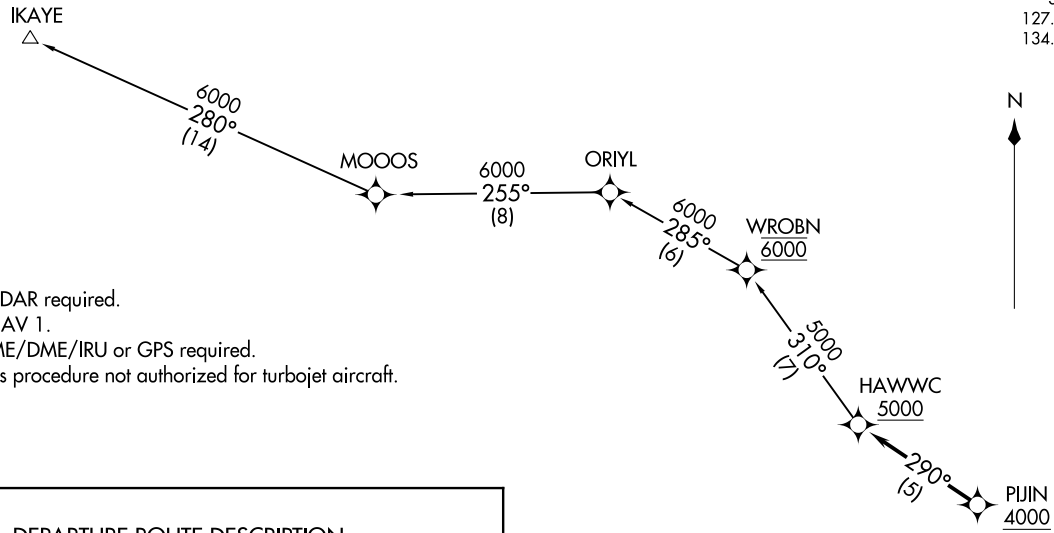 IKAYE
127.
134.
N
6000
280°
(14)
MOOOS
6000
255°
(8)
ORIYL
6000
285°
(6)
WROBN
6000
DAR required.
AV 1.
ME/DME/IRU or GPS required.
s procedure not authorized for turbojet aircraft.
5000
310°
(7)
HAWWC
5000
290°
(5)
PIJIN
4000
DEPARTURE ROUTE DESCRIPTION